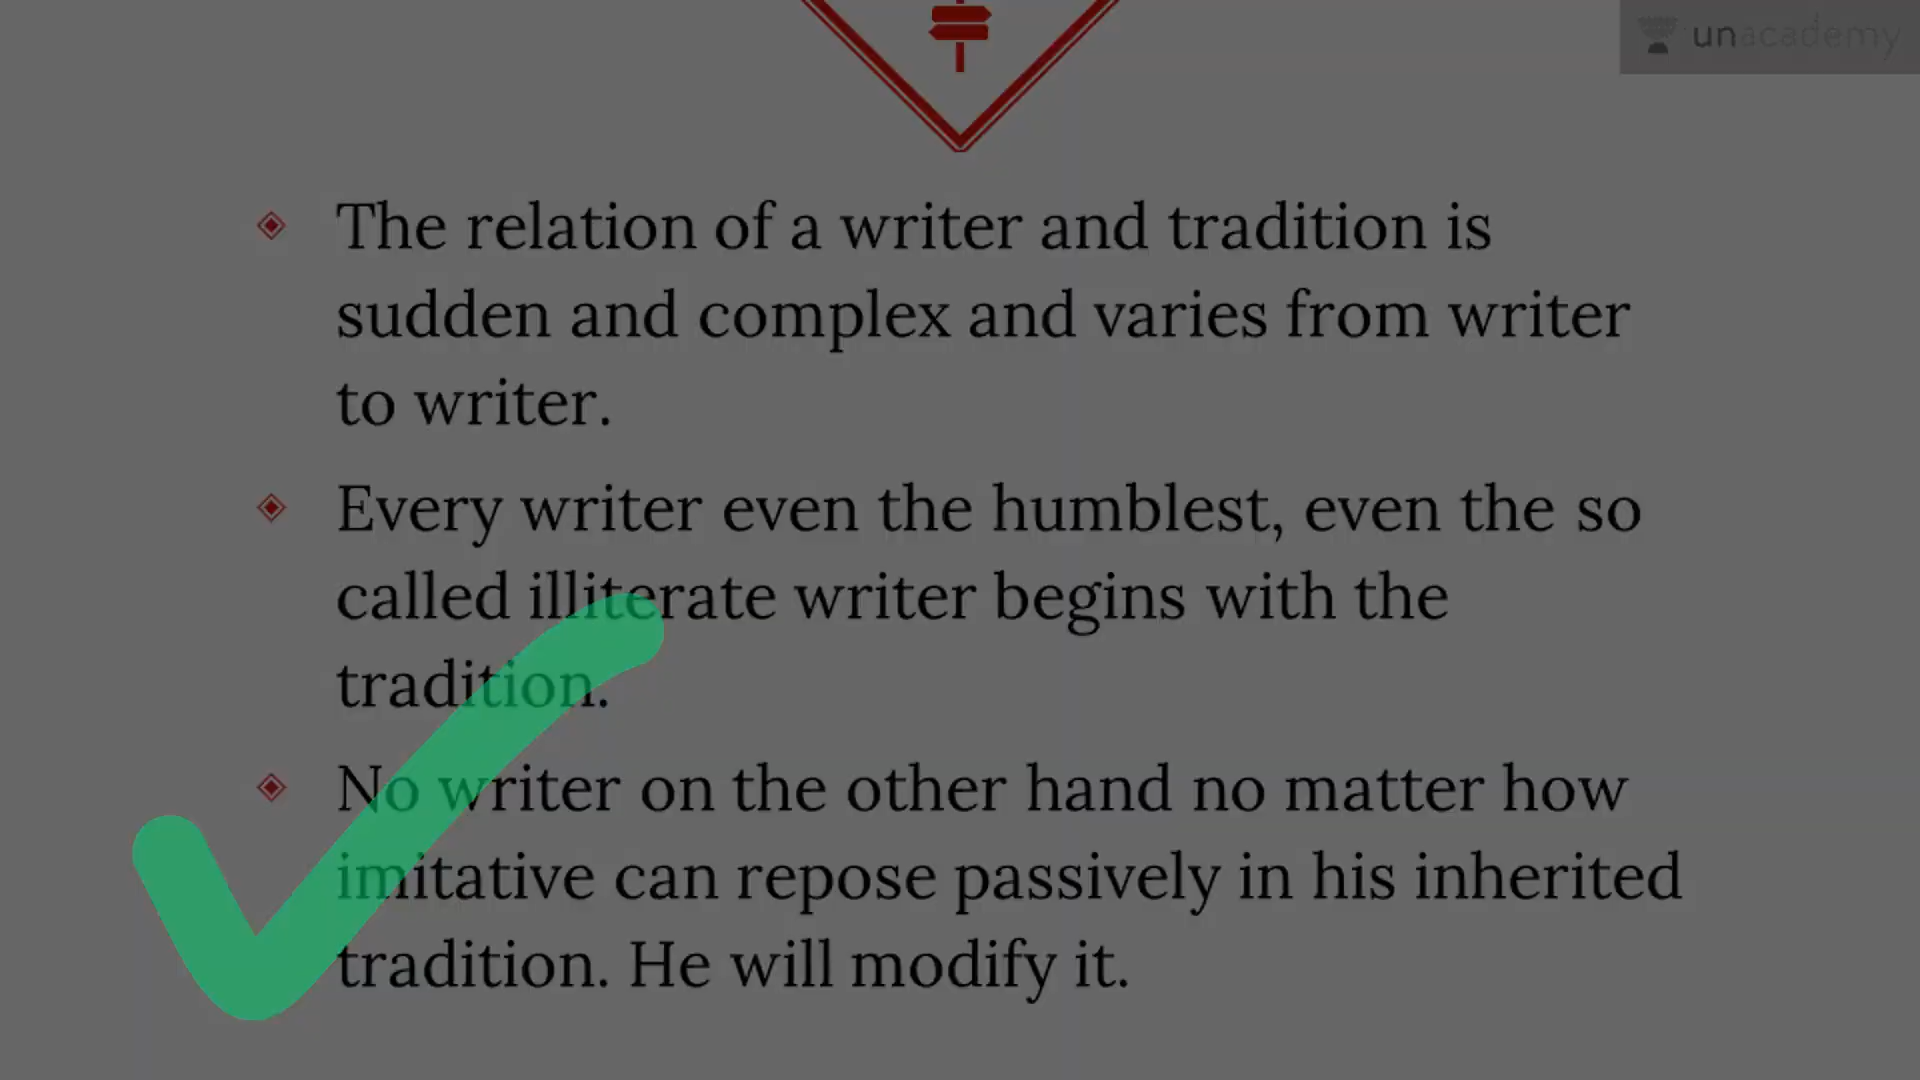 unacademy
The relation of a writer and tradition is
sudden and complex and varies from writer
to writer.
Every writer even the humblest, even the so
called illiterate writer begins with the
tradition.
No writer on the other hand no matter how
imitative can repose passively in his inherited
tradition. He will modify it.